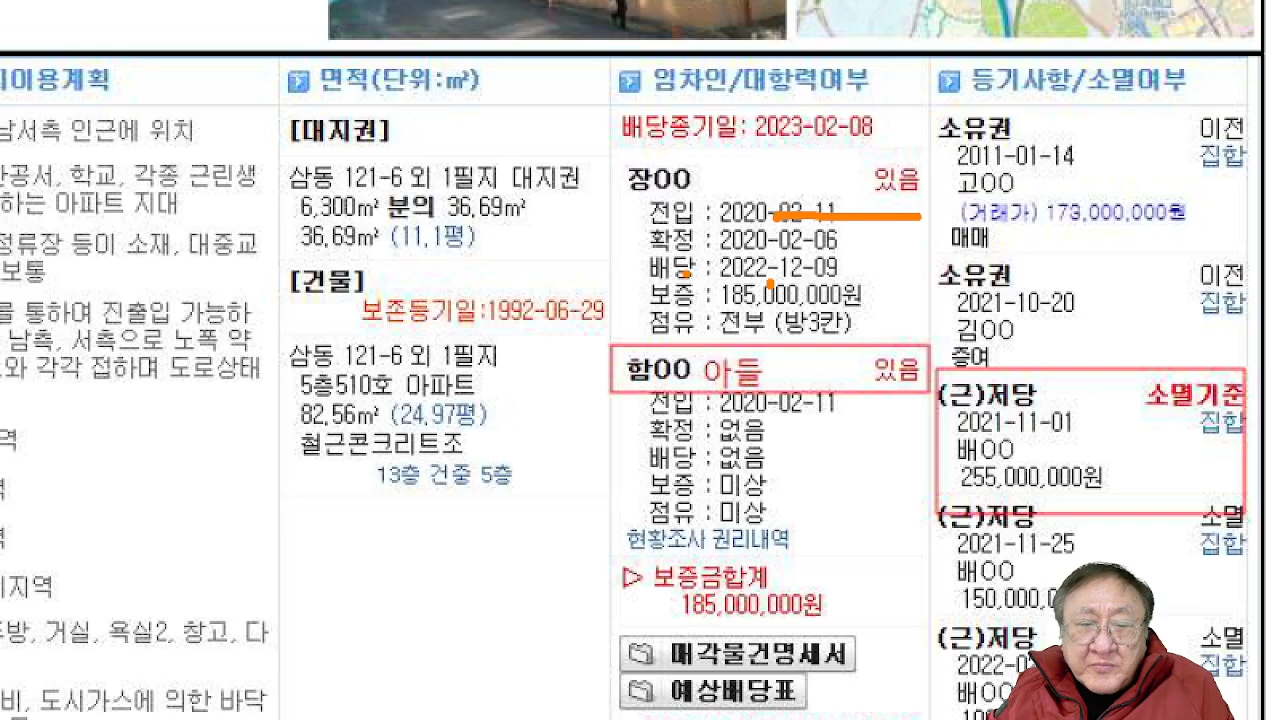 이용계획
남서측 인근에 위치
학교, 각종 근린생
하는 아파트 지대
정류장 등이 소재, 대중교
보통
를 통하며 진출입 가능하
남측, 서측으로 노폭 약
와 각각 접하며 도로상태
역
지역
주방, 거실, 욕실2, 창고, 다
비, 도시가스에 의한 바닥
면적(단위:㎡)
[대지권]
삼동 121-6 외 1필지 대지권
6,300㎡ 분의 36.69㎡
36.69㎡ (11.1평)
[건물]
보존등기일:1992-06-29
삼동 121-6 외 1필지
5층510호 아파트
82.56㎡ (24.97평)
철근콘크리트조
13층 건중 5층
임차인/대항력여부
배당종기일: 2023-02-08
장OO 있음
전입 : 2020-02-11
확정 : 2020-02-06
배당 : 2022-12-09
보증 : 185,000,000원
점유 : 전부 (방3칸)
함OO 아들 있음
전입 : 2020-02-11
확정 : 없음
배당 : 없음
보증 : 미상
점유 : 미상
현황조사 권리내역
▷ 보증금합계
185,000,000원
매각물건명세서
예상배당표
등기사항/소멸여부
소유권 이전
2011-01-14 집합
고OO
(거래가) 173,000,000원
매매
소유권 이전
2021-10-20 집합
김OO
증여
(근)저당 소멸기준
2021-11-01 집합
배OO
255,000,000원
(근)저당 소멸
2021-11-25 집합
배OO
150,000,0
(근)저당 소멸
2022-0 집합
배OO